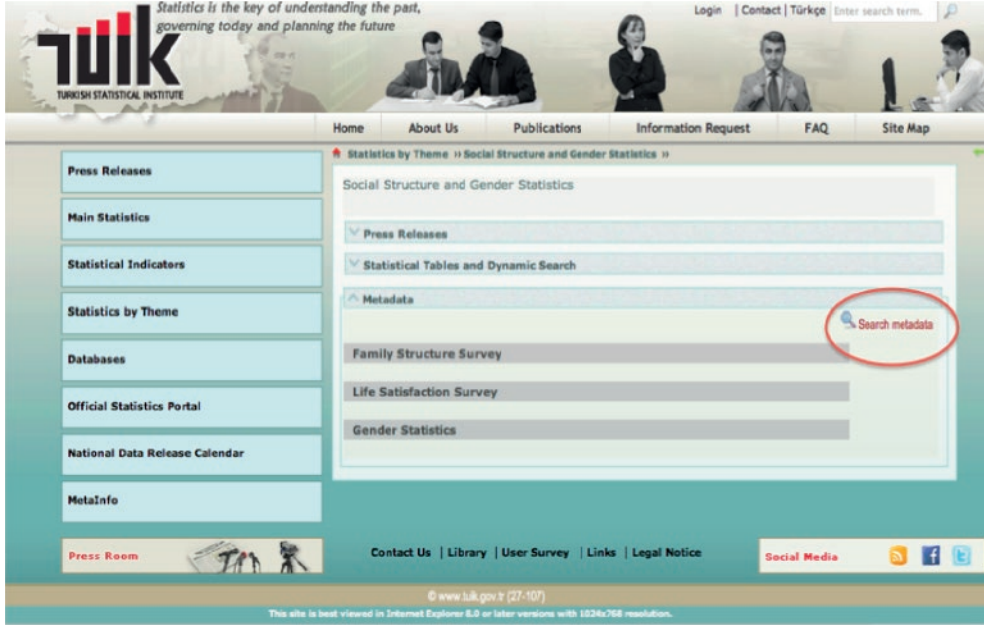 Statistics is the key of understanding the past,
governing today and planning the future
Login | Contact | Türkçe Enter search term.
TUIK
TURKISH STATISTICAL INSTITUTE
Home About Us Publications Information Request FAQ Site Map
Statistics by Theme ›› Social Structure and Gender Statistics ››
Social Structure and Gender Statistics
Press Releases
Statistical Tables and Dynamic Search
Metadata
Search metadata
Family Structure Survey
Life Satisfaction Survey
Gender Statistics
Press Releases
Main Statistics
Statistical Indicators
Statistics by Theme
Databases
Official Statistics Portal
National Data Release Calendar
MetaInfo
Press Room
Contact Us | Library | User Survey | Links | Legal Notice
Social Media
© www.tuik.gov.tr (27-107)
This site is best viewed in Internet Explorer 8.0 or later versions with 1024x768 resolution.